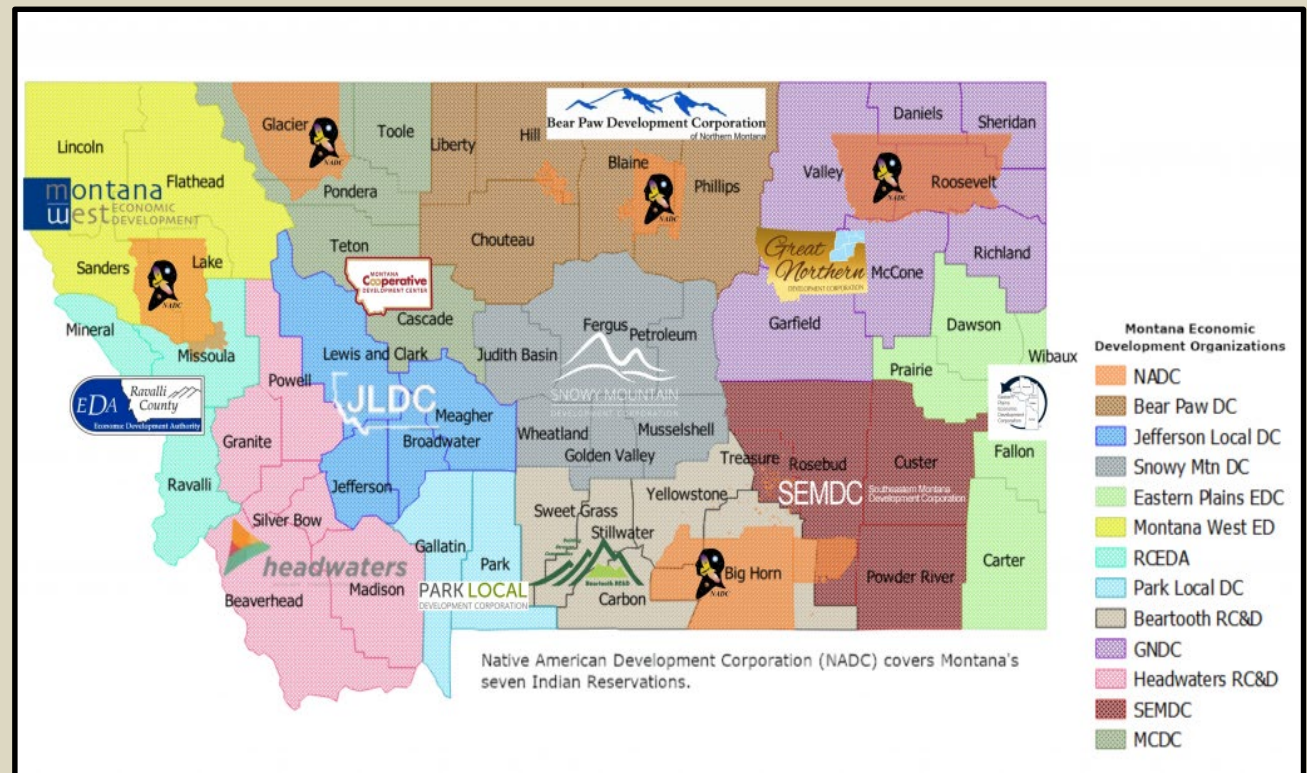 Bear Paw Development Corporation
of Northern Montana
Daniels
Sheridan
Glacier
Toole
Liberty
Hill
Blaine
Phillips
Valley
Roosevelt
NADC
NADC
NADC
Lincoln
Flathead
Pondera
montana
west ECONOMIC
DEVELOPMENT
Teton
Chouteau
Great
Northern
DEVELOPMENT CORPORATION
McCone
Richland
Sanders
Lake
NADC
MONTANA
Cooperative
DEVELOPMENT CENTER
Cascade
Mineral
Missoula
Lewis and Clark
Judith Basin
Fergus
Petroleum
Garfield
Dawson
Prairie
Wibaux
Powell
EDA
Ravalli
County
Economic Development Authority
JLDC
SNOWY MOUNTAIN
DEVELOPMENT CORPORATION
Eastern
Plains
Economic
Development
Corporation
Granite
Meagher
Broadwater
Wheatland
Musselshell
Golden Valley
Treasure
Rosebud
Custer
Fallon
Ravalli
Jefferson
Yellowstone
SEMDC
Southeastern Montana
Development Corporation
Silver Bow
Sweet Grass
Stillwater
Gallatin
Park
headwaters
Beartooth RC&D
Big Horn
NADC
Powder River
Carter
Beaverhead
Madison
PARK LOCAL
DEVELOPMENT CORPORATION
Carbon
Native American Development Corporation (NADC) covers Montana's
seven Indian Reservations.
Montana Economic
Development Organizations
NADC
Bear Paw DC
Jefferson Local DC
Snowy Mtn DC
Eastern Plains EDC
Montana West ED
RCEDA
Park Local DC
Beartooth RC&D
GNDC
Headwaters RC&D
SEMDC
MCDC